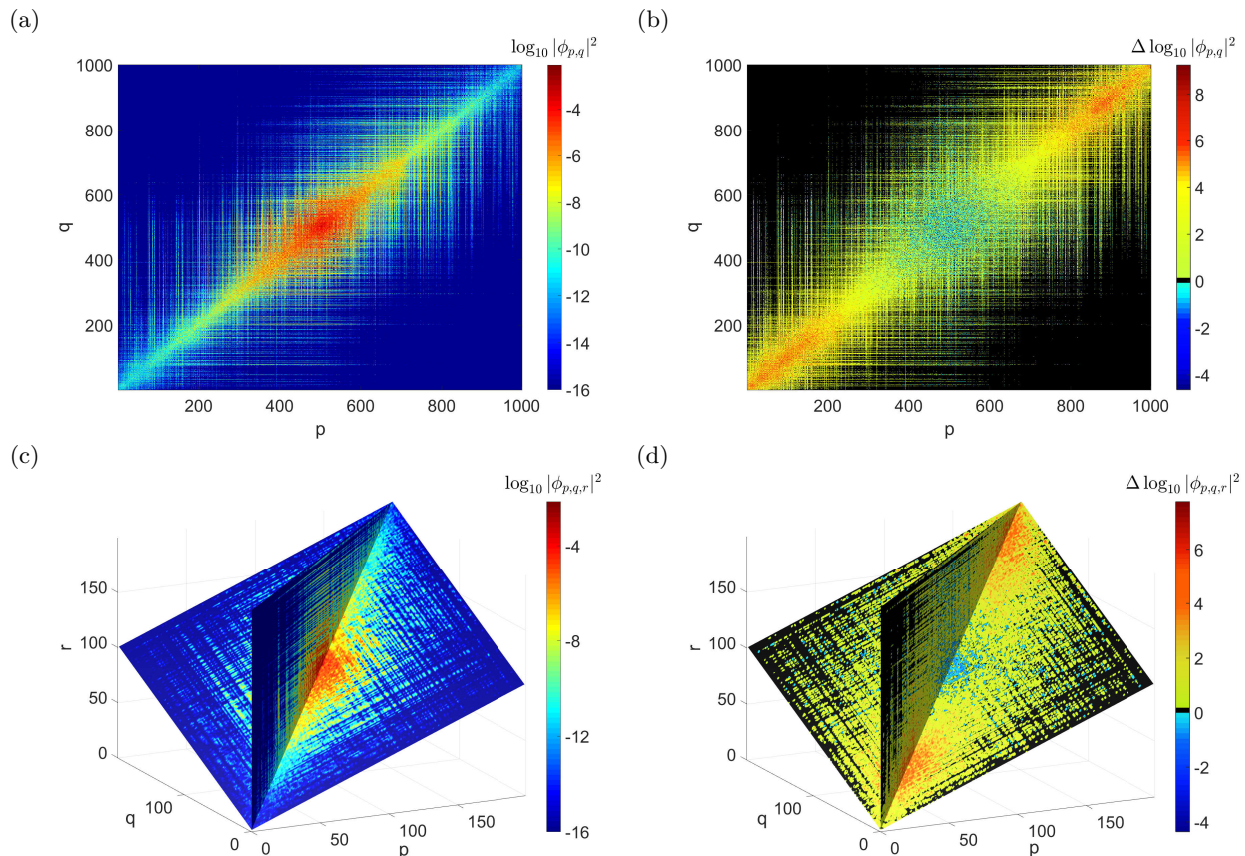 (a)
log₁₀ |ϕp,q|²
1000
800
600
400
200
q
200 400 600 800 1000
p
-4
-6
-8
-10
-12
-14
-16
(b)
Δ log₁₀ |ϕp,q|²
1000
800
600
400
200
q
200 400 600 800 1000
p
8
6
4
2
0
-2
-4
(c)
log₁₀ |ϕp,q,r|²
150
100
50
0
r
100
0
q
0 50 100 150
p
-4
-8
-12
-16
(d)
Δ log₁₀ |ϕp,q,r|²
150
100
50
0
r
100
0
q
0 50 100 150
p
6
4
2
0
-2
-4